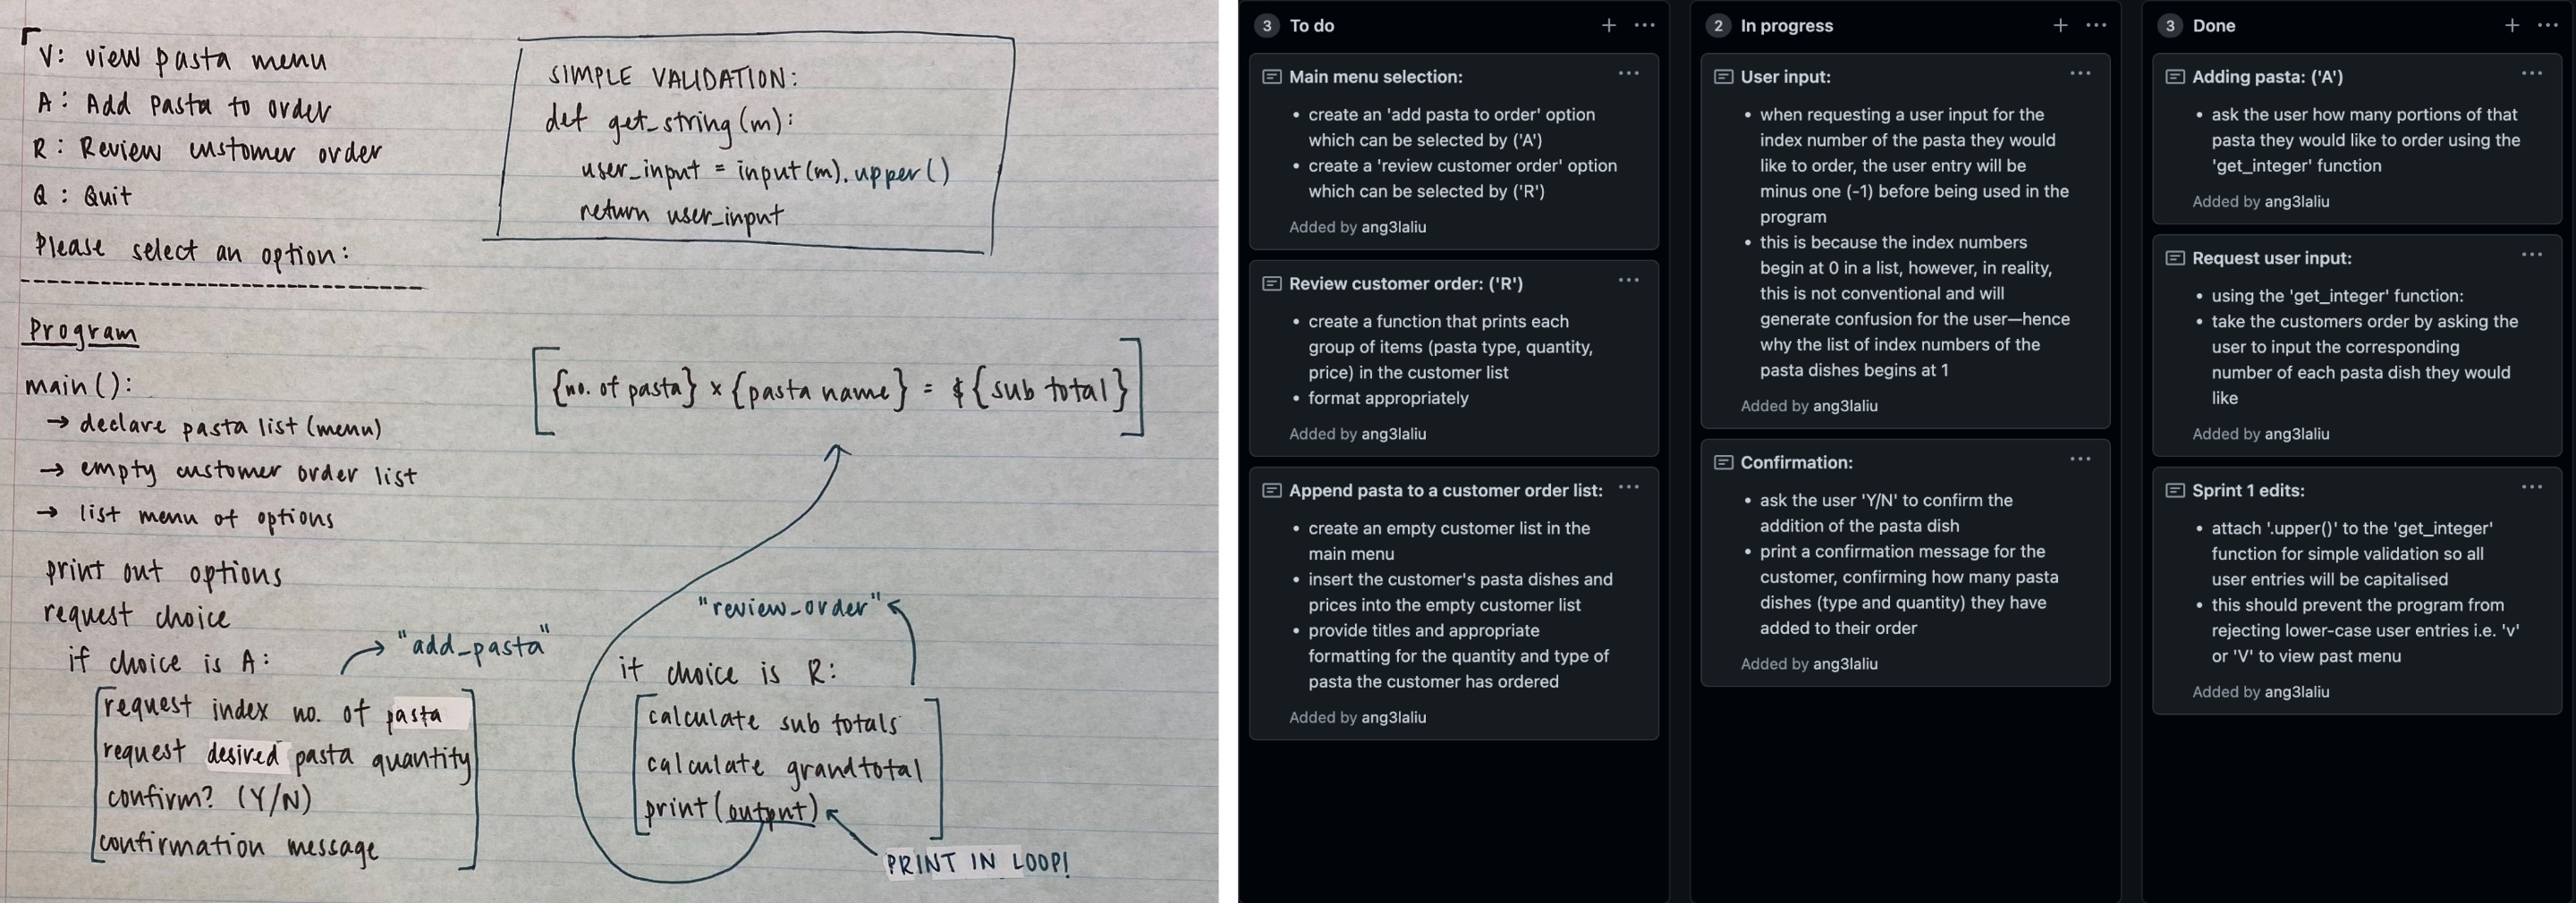 V: view pasta menu
A: Add pasta to order
R: Review customer order
Q: Quit
Please select an option:
SIMPLE VALIDATION:
def get_string(m):
user_input = input(m).upper()
return user_input
Program
main():
→ declare pasta list (menu)
→ empty customer order list
→ list menu of options
print out options
request choice
if choice is A:
"add_pasta"
request index no. of pasta
request desired pasta quantity
confirm? (Y/N)
confirmation message
{no. of pasta} × {pasta name} = ${sub total}
"review_order"
if choice is R:
calculate sub totals
calculate grandtotal
print(output)
PRINT IN LOOP!
3 To do
Main menu selection:
• create an 'add pasta to order' option
which can be selected by ('A')
• create a 'review customer order' option
which can be selected by ('R')
Added by ang3laliu
Review customer order: ('R')
• create a function that prints each
group of items (pasta type, quantity,
price) in the customer list
• format appropriately
Added by ang3laliu
Append pasta to a customer order list:
• create an empty customer list in the
main menu
• insert the customer's pasta dishes and
prices into the empty customer list
• provide titles and appropriate
formatting for the quantity and type of
pasta the customer has ordered
Added by ang3laliu
2 In progress
User input:
• when requesting a user input for the
index number of the pasta they would
like to order, the user entry will be
minus one (-1) before being used in the
program
• this is because the index numbers
begin at 0 in a list, however, in reality,
this is not conventional and will
generate confusion for the user—hence
why the list of index numbers of the
pasta dishes begins at 1
Added by ang3laliu
Confirmation:
• ask the user 'Y/N' to confirm the
addition of the pasta dish
• print a confirmation message for the
customer, confirming how many pasta
dishes (type and quantity) they have
added to their order
Added by ang3laliu
3 Done
Adding pasta: ('A')
• ask the user how many portions of that
pasta they would like to order using the
'get_integer' function
Added by ang3laliu
Request user input:
• using the 'get_integer' function:
• take the customers order by asking the
user to input the corresponding
number of each pasta dish they would
like
Added by ang3laliu
Sprint 1 edits:
• attach '.upper()' to the 'get_integer'
function for simple validation so all
user entries will be capitalised
• this should prevent the program from
rejecting lower-case user entries i.e. 'v'
or 'V' to view past menu
Added by ang3laliu